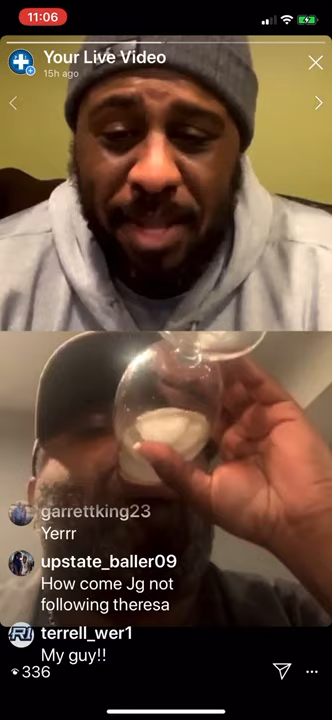 11:06
Your Live Video
15h ago
garrettking23
Yerrr
upstate_baller09
How come Jg not
following theresa
terrell_wer1
My guy!!
336